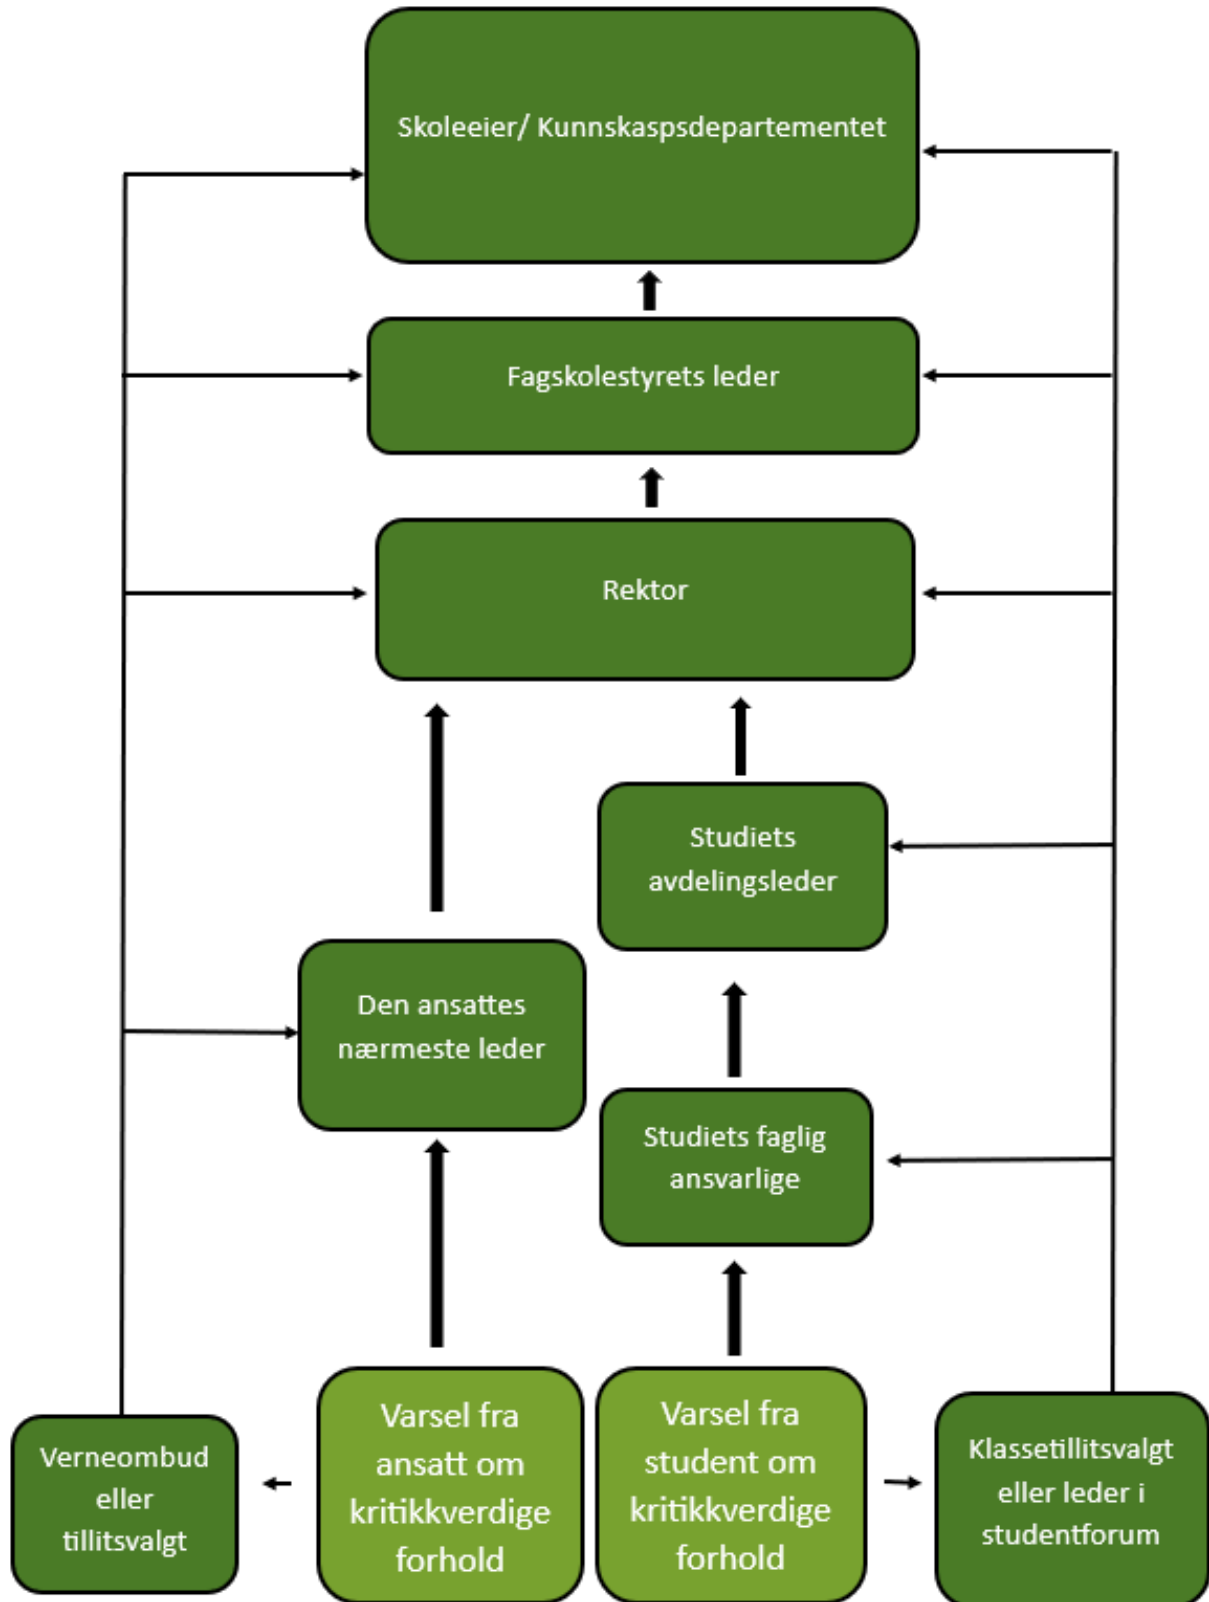 Skoleeier/ Kunnskaspsdepartementet
Fagskolestyrets leder
Rektor
Studiets
avdelingsleder
Den ansattes
nærmeste leder
Studiets faglig
ansvarlige
Verneombud
eller
tillitsvalgt
Varsel fra
ansatt om
kritikkverdige
forhold
Varsel fra
student om
kritikkverdige
forhold
Klassetillitsvalgt
eller leder i
studentforum